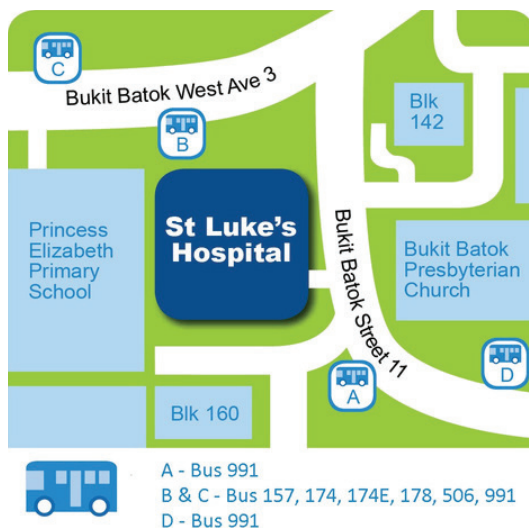 C
Bukit Batok West Ave 3
B
Blk
142
Princess
Elizabeth
Primary
School
St Luke's
Hospital
Bukit Batok Street 11
Bukit Batok
Presbyterian
Church
D
A
Blk 160
A - Bus 991
B & C - Bus 157, 174, 174E, 178, 506, 991
D - Bus 991